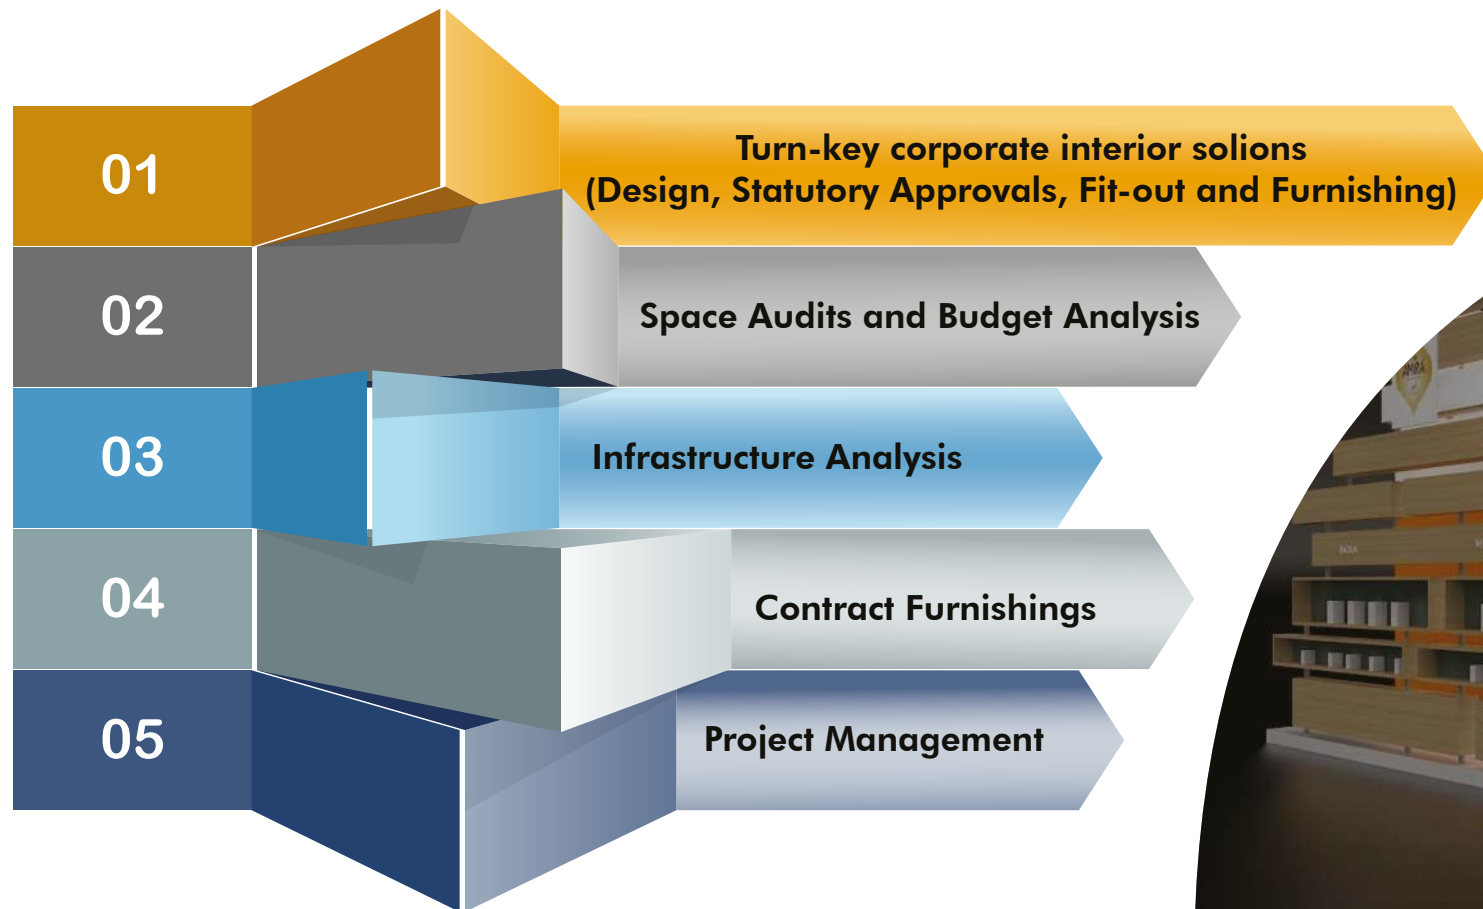 01
Turn-key corporate interior solions
(Design, Statutory Approvals, Fit-out and Furnishing)
02
Space Audits and Budget Analysis
03
Infrastructure Analysis
04
Contract Furnishings
05
Project Management